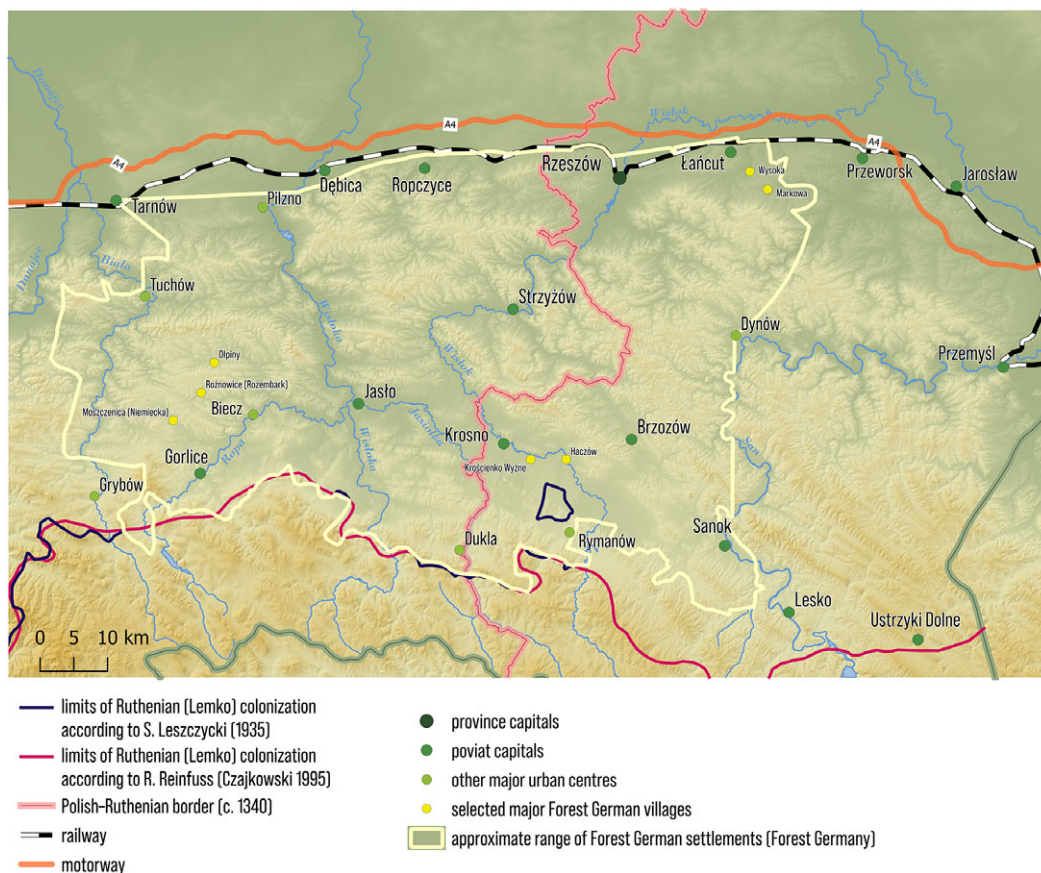 Dunajec
San
Wisłok
A4
A4
A4
Rzeszów
Łańcut
Przeworsk
Jarosław
Wysoka
Markowa
Dębica
Ropczyce
Tarnów
Pilzno
Dunajec
Biała
Tuchów
Wisłoka
Strzyżów
Dynów
Przemyśl
Wisłok
Ołpiny
Rożnowice (Rozembark)
Moszczenica (Niemiecka)
Biecz
Jasło
Jasiołka
Krosno
Brzozów
Krościenko Wyżne
Haczów
Gorlice
Ropa
Wisłoka
San
Grybów
Dukla
Rymanów
Sanok
Lesko
Ustrzyki Dolne
0 5 10 km
limits of Ruthenian (Lemko) colonization
according to S. Leszczycki (1935)
limits of Ruthenian (Lemko) colonization
according to R. Reinfuss (Czajkowski 1995)
Polish-Ruthenian border (c. 1340)
railway
motorway
province capitals
poviat capitals
other major urban centres
selected major Forest German villages
approximate range of Forest German settlements (Forest Germany)